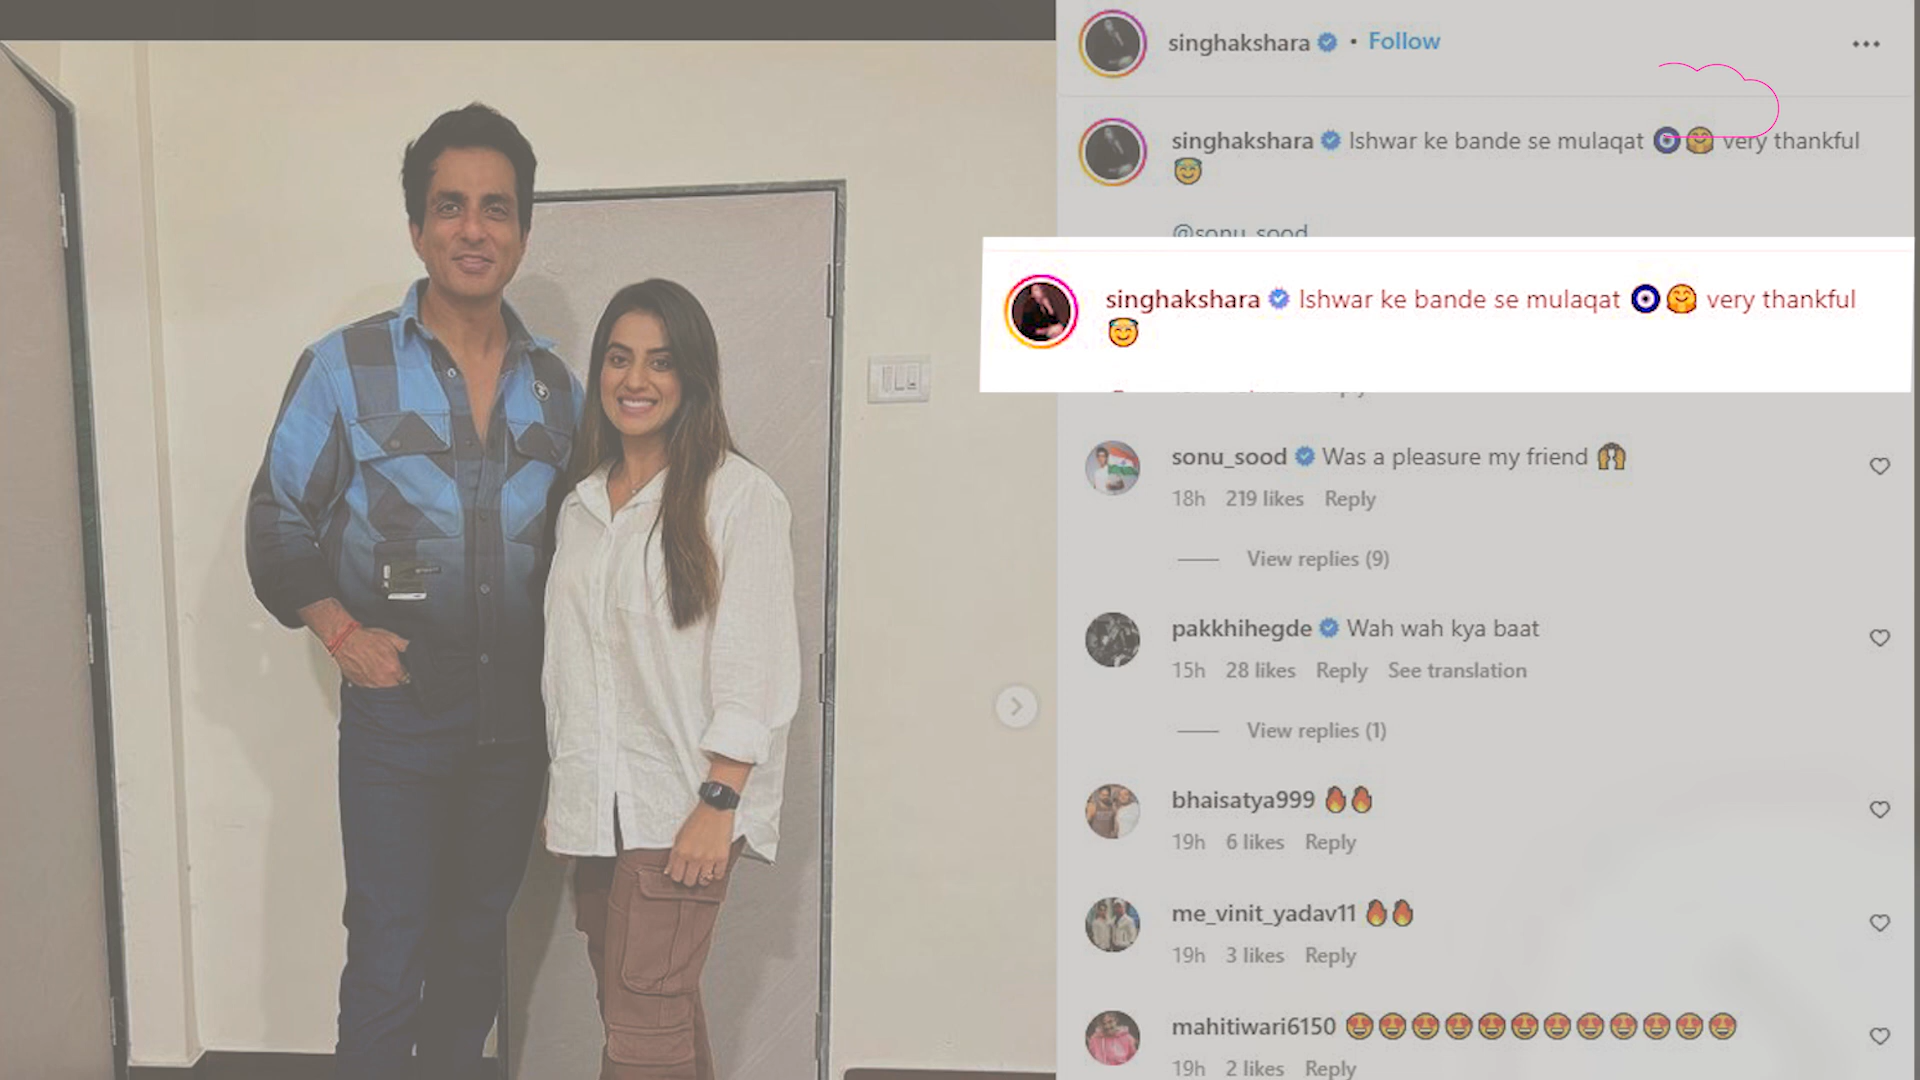 singhakshara • Follow
singhakshara Ishwar ke bande se mulaqat 🧿🤗 very thankful
😇
@sonu_sood
singhakshara Ishwar ke bande se mulaqat 🧿🤗 very thankful
😇
sonu_sood Was a pleasure my friend 🙌
18h 219 likes Reply
View replies (9)
pakkhihegde Wah wah kya baat
15h 28 likes Reply See translation
View replies (1)
bhaisatya999 🔥🔥
19h 6 likes Reply
me_vinit_yadav11 🔥🔥
19h 3 likes Reply
mahitiwari6150 😍😍😍😍😍😍😍😍😍😍😍😍
19h 2 likes Reply